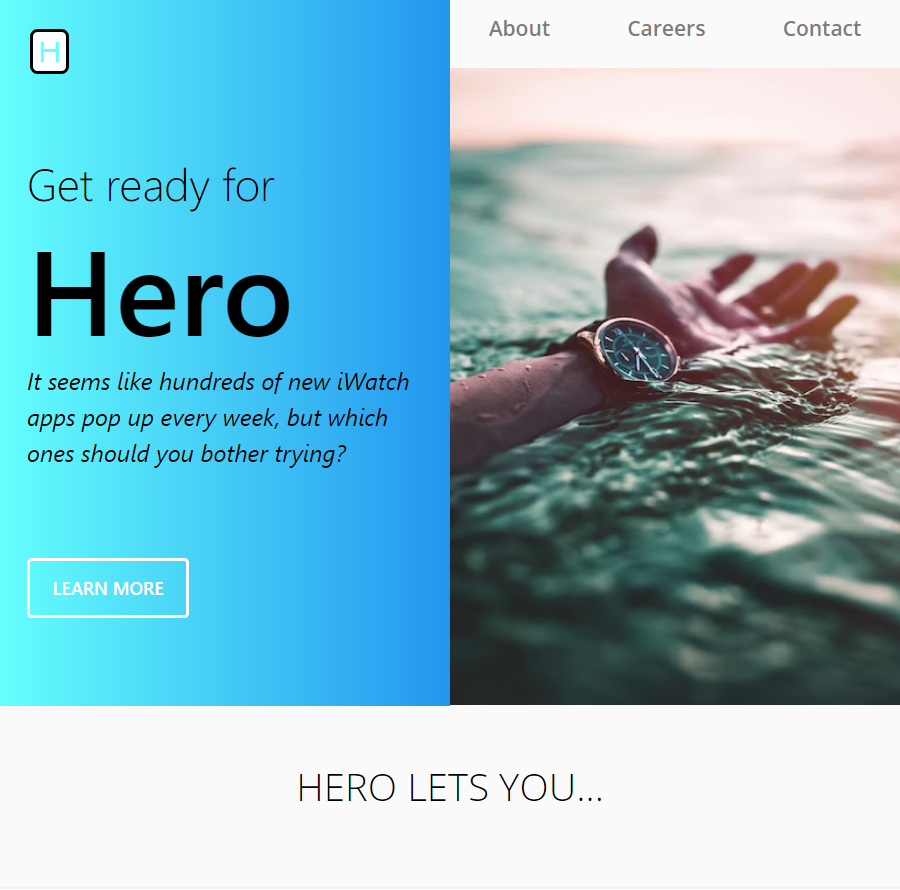 H
About Careers Contact
Get ready for
Hero
It seems like hundreds of new iWatch
apps pop up every week, but which
ones should you bother trying?
LEARN MORE
HERO LETS YOU...